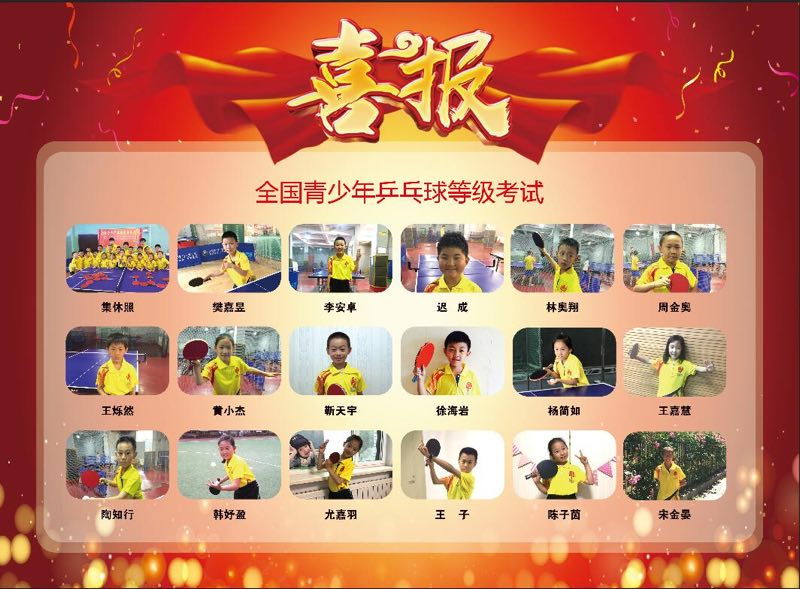 喜报
全国青少年乒乓球等级考试
集休照 樊嘉昱 李安卓 迟 成 林奥翔 周金奥
王烁然 黄小杰 靳天宇 徐海岩 杨简如 王嘉慧
陶知行 韩妤盈 尤嘉羽 王 子 陈子茵 宋金晏